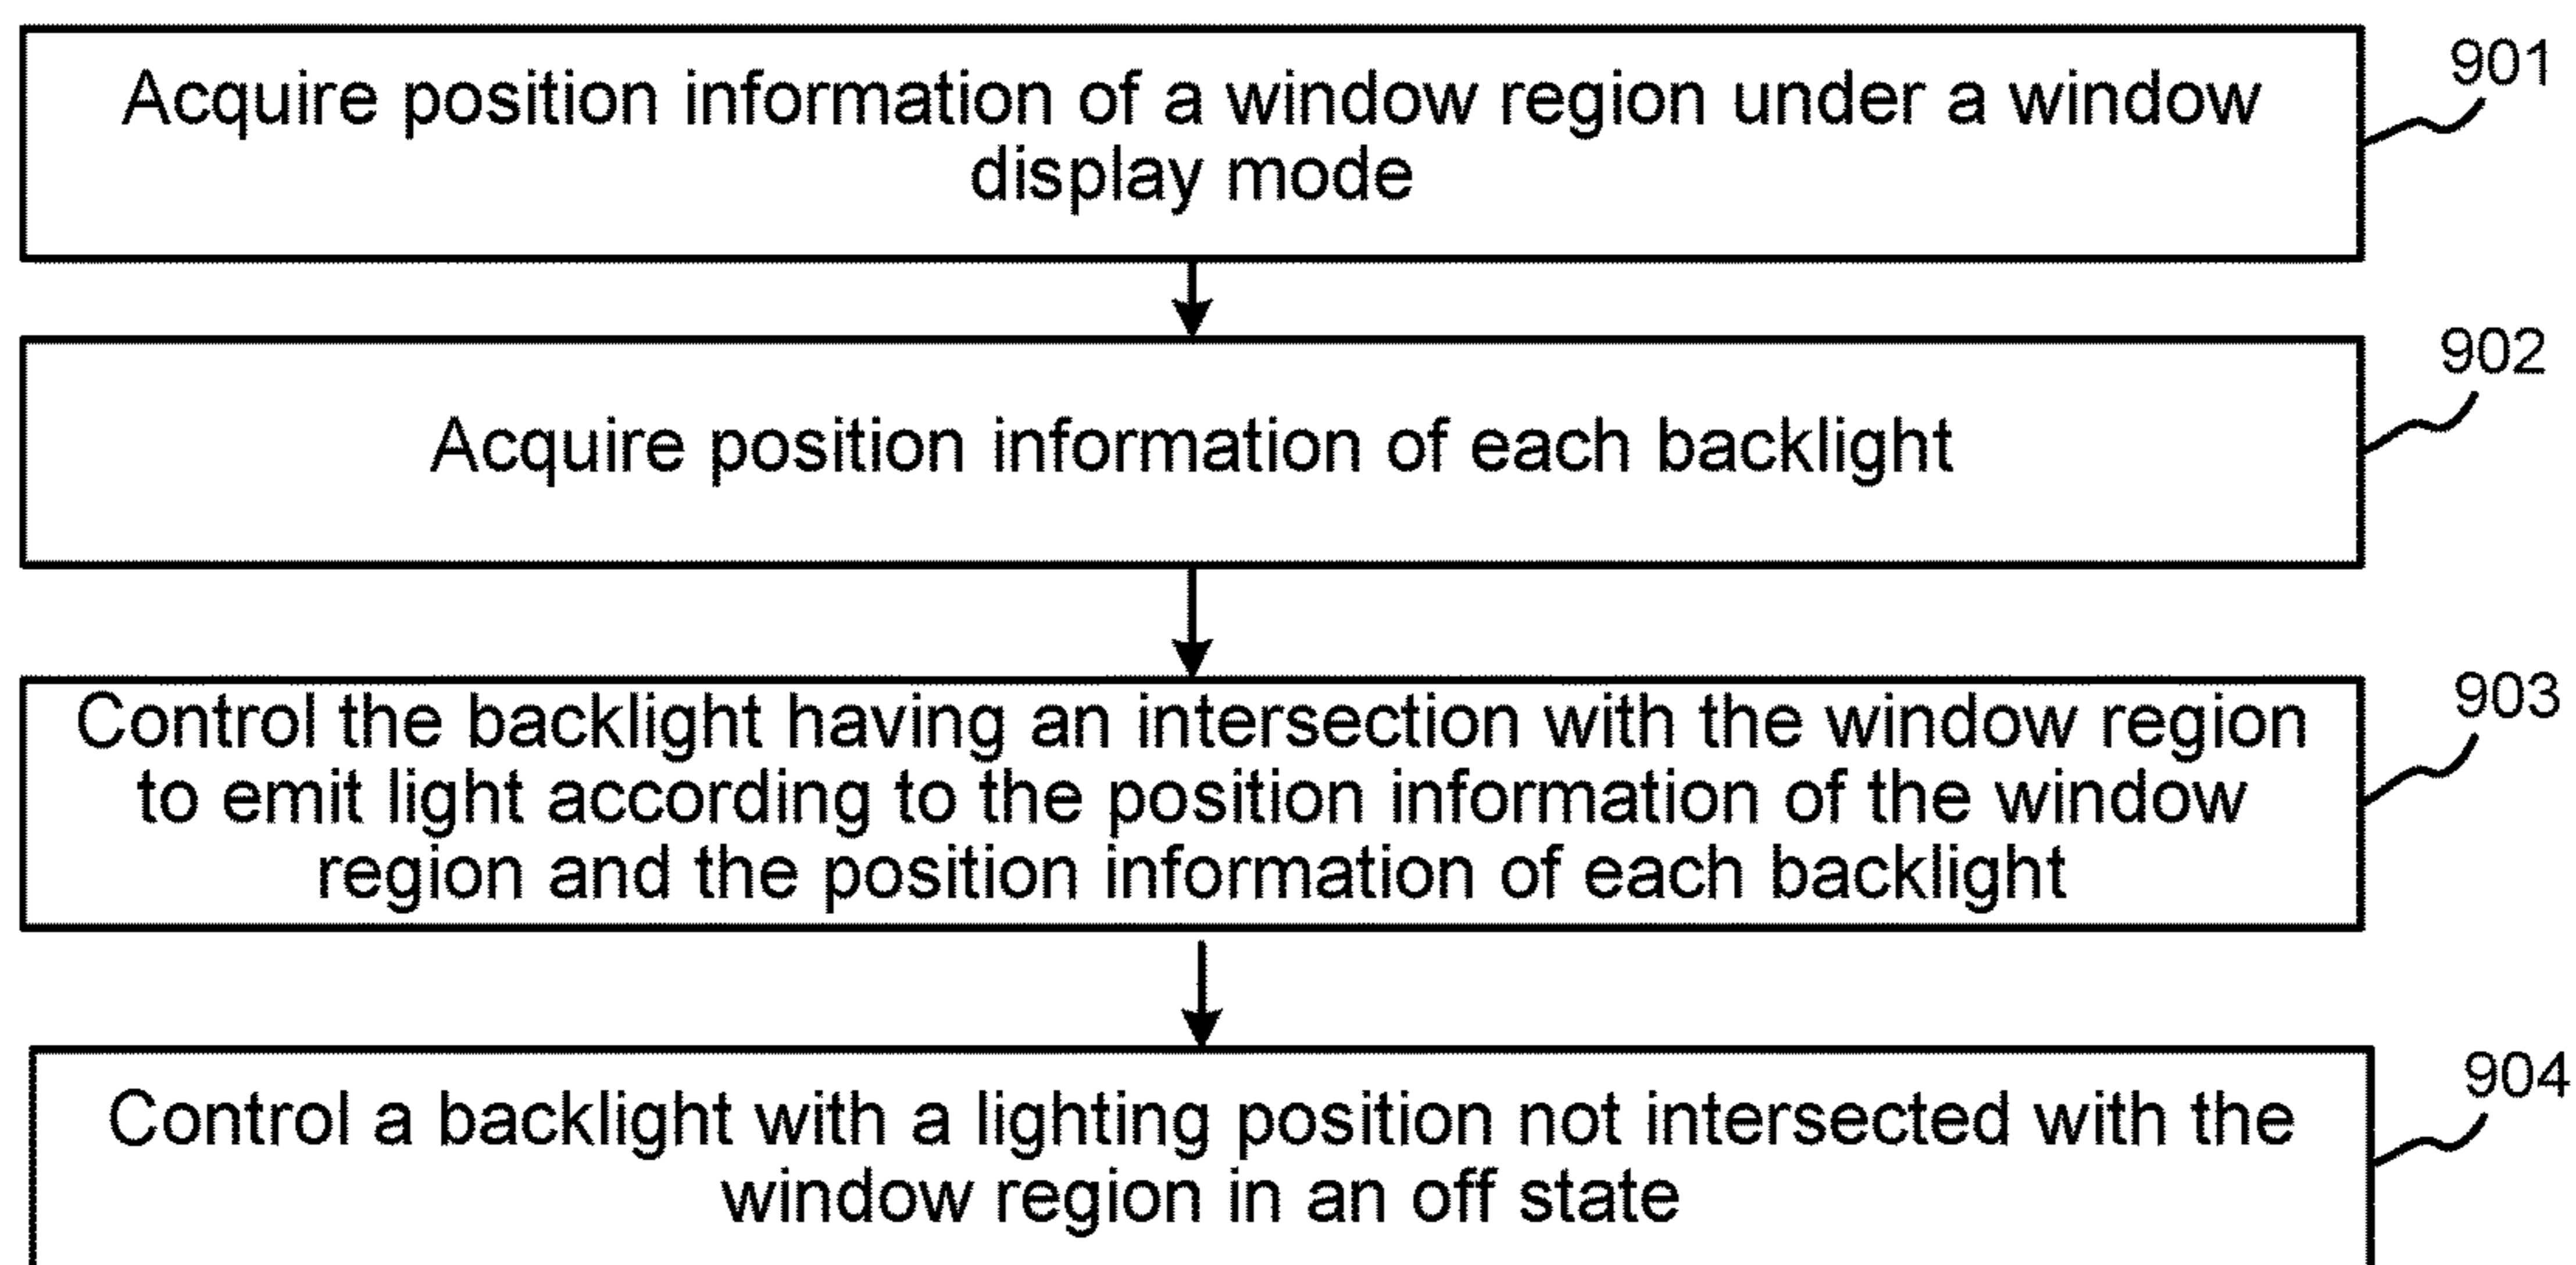 Acquire position information of a window region under a window
display mode
901
Acquire position information of each backlight
902
Control the backlight having an intersection with the window region
to emit light according to the position information of the window
region and the position information of each backlight
903
Control a backlight with a lighting position not intersected with the
window region in an off state
904